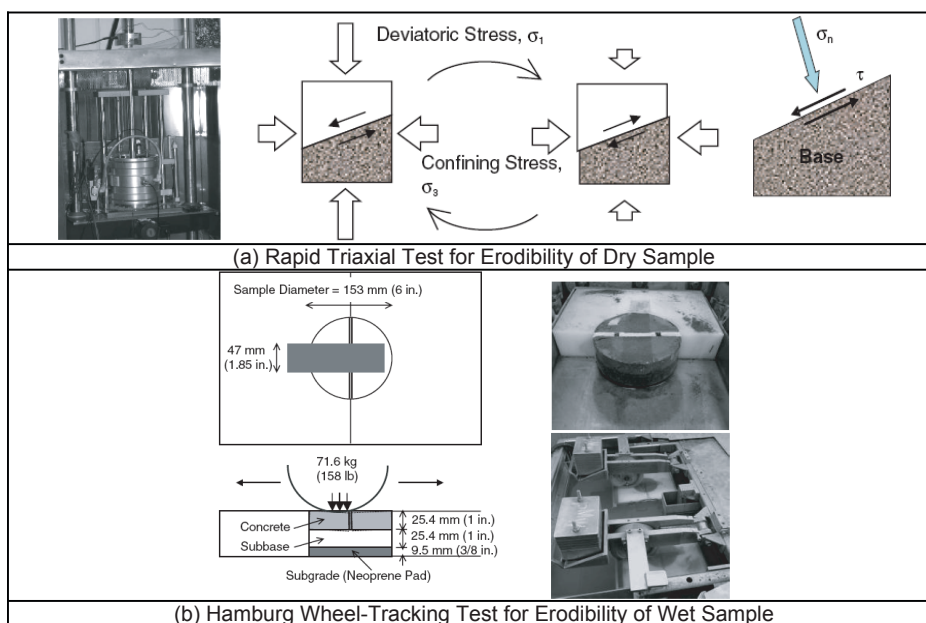 Deviatoric Stress, σ1
Confining Stress,
σ3
σn
τ
Base
(a) Rapid Triaxial Test for Erodibility of Dry Sample
Sample Diameter = 153 mm (6 in.)
47 mm
(1.85 in.)
71.6 kg
(158 lb)
Concrete
Subbase
25.4 mm (1 in.)
25.4 mm (1 in.)
9.5 mm (3/8 in.)
Subgrade (Neoprene Pad)
(b) Hamburg Wheel-Tracking Test for Erodibility of Wet Sample